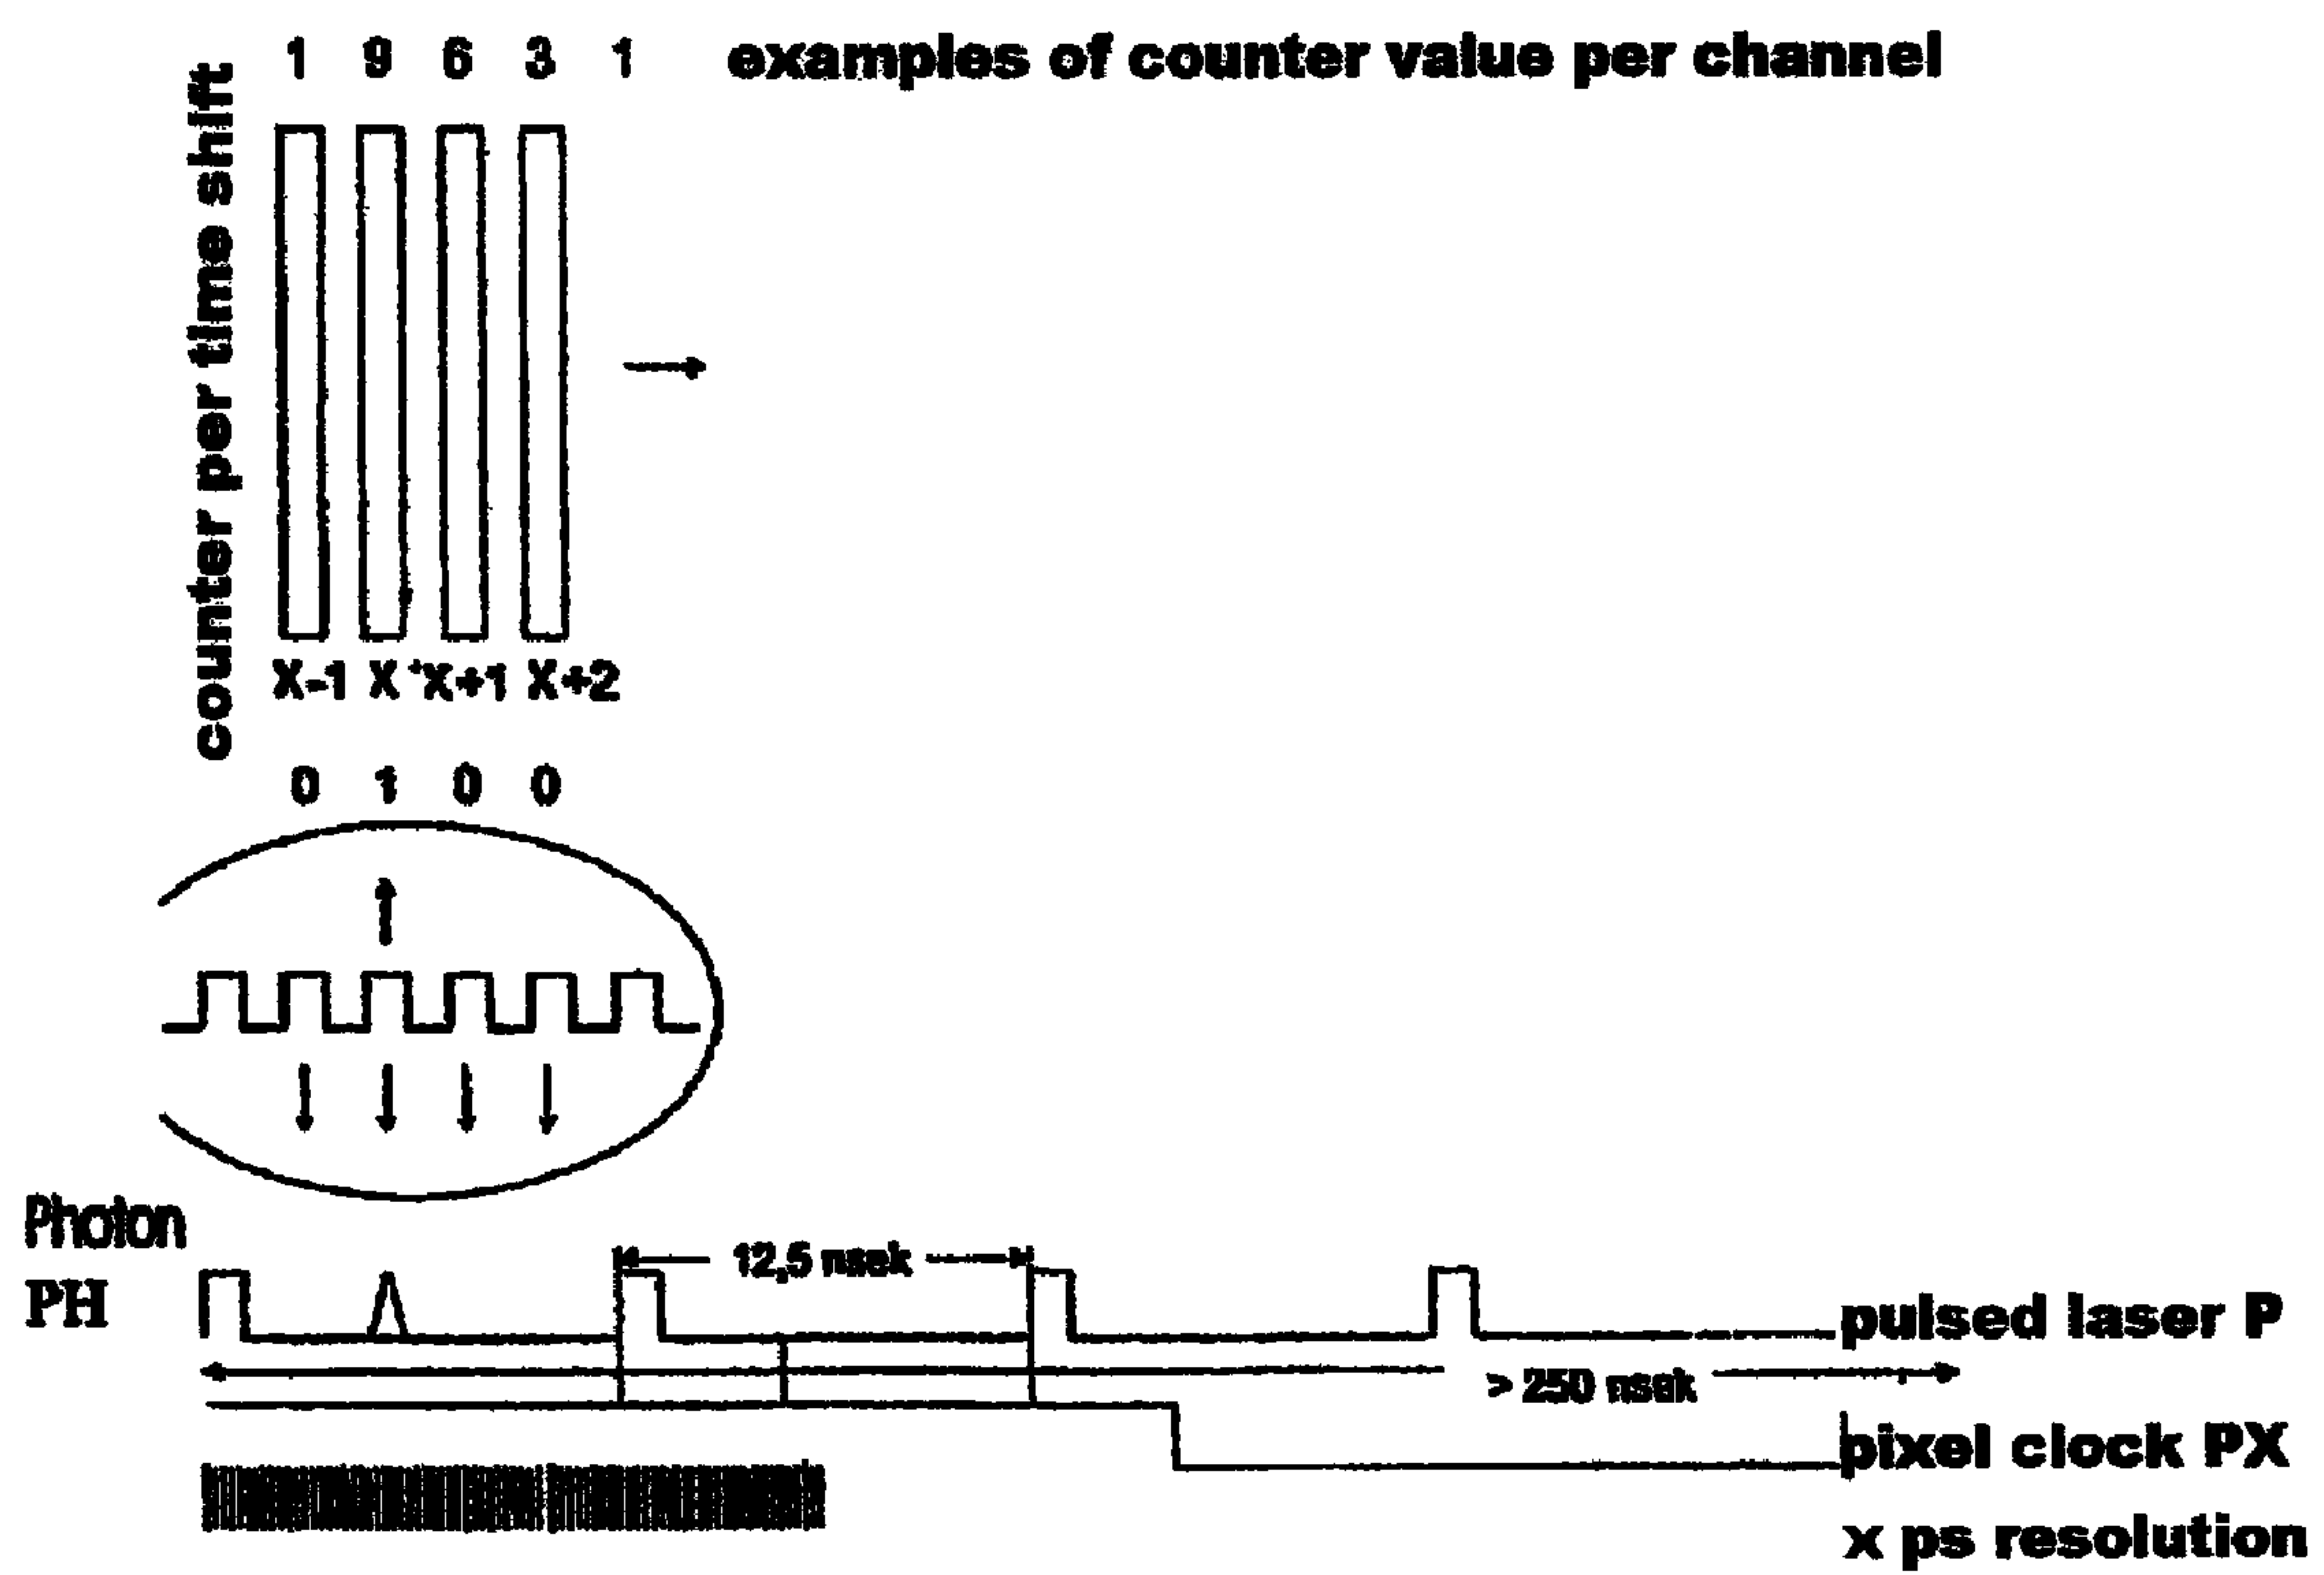 1 9 6 3 1 examples of counter value per channel
counter per time shift
X-1 X X+1 X+2
0 1 0 0
Photon
PH
12,5 nsek
pulsed laser P
> 250 nsek
pixel clock PX
x ps resolution